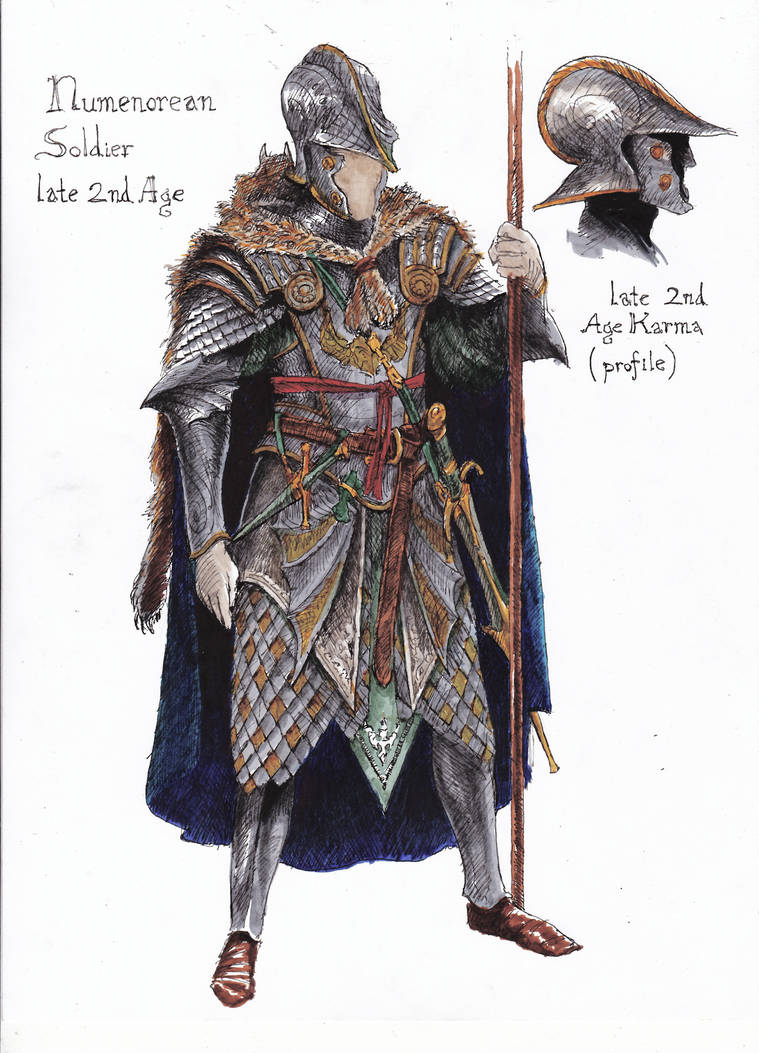 Numenorean
Soldier
Late 2nd Age
Late 2nd
Age Karma
(profile)